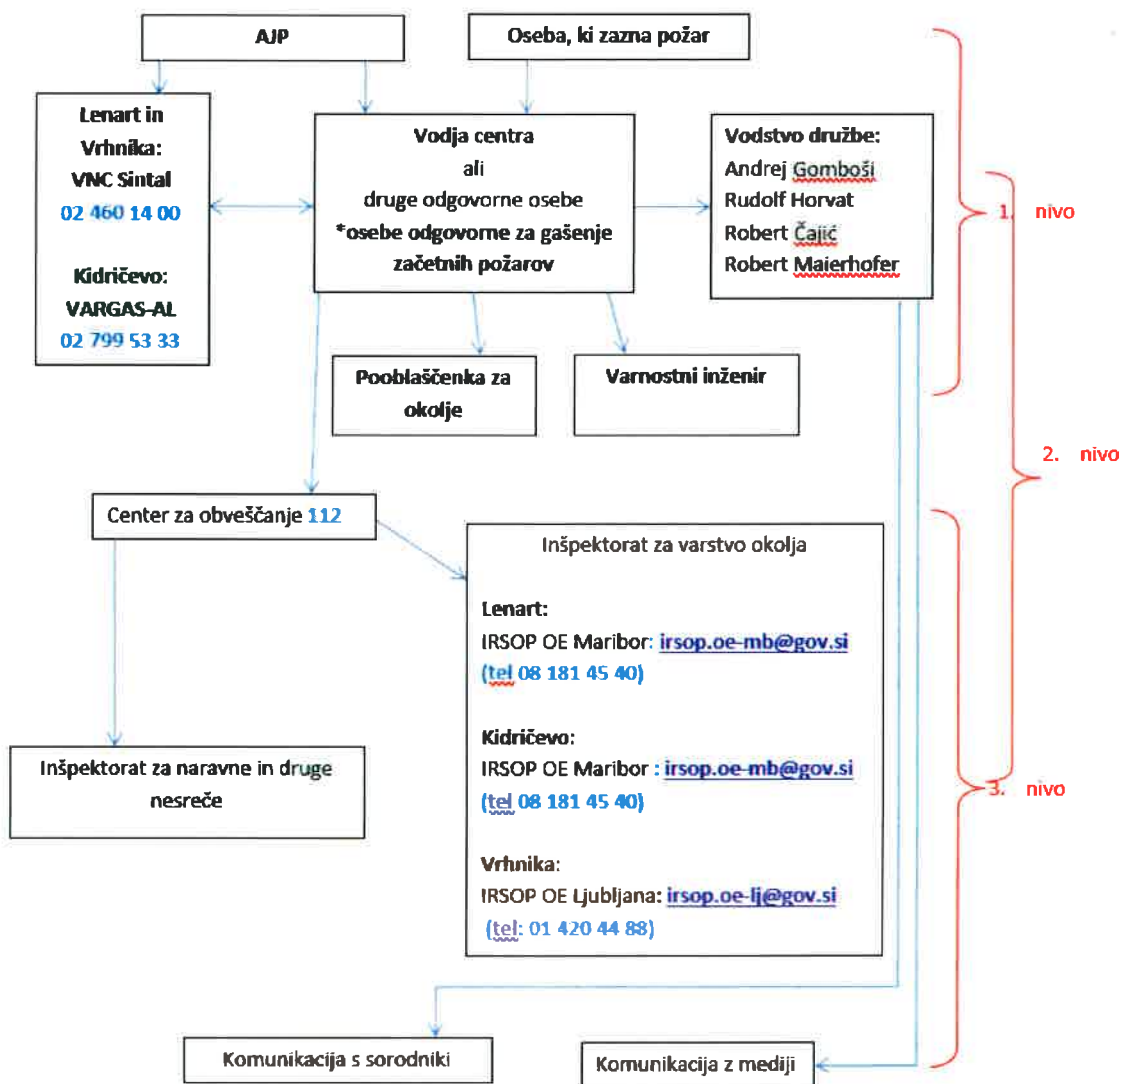 AJP
Oseba, ki zazna požar
Lenart in
Vrhnika:
VNC Sintal
02 460 14 00
Kidričevo:
VARGAS-AL
02 799 53 33
Vodja centra
ali
druge odgovorne osebe
*osebe odgovorne za gašenje
začetnih požarov
Vodstvo družbe:
Andrej Gomboši
Rudolf Horvat
Robert Čajić
Robert Maierhofer
1. nivo
Pooblaščenka za
okolje
Varnostni inženir
2. nivo
Center za obveščanje 112
Inšpektorat za varstvo okolja
Lenart:
IRSOP OE Maribor: irsop.oe-mb@gov.si
(tel 08 181 45 40)
Kidričevo:
IRSOP OE Maribor : irsop.oe-mb@gov.si
(tel 08 181 45 40)
Vrhnika:
IRSOP OE Ljubljana: irsop.oe-lj@gov.si
(tel: 01 420 44 88)
Inšpektorat za naravne in druge
nesreče
3. nivo
Komunikacija s sorodniki
Komunikacija z mediji